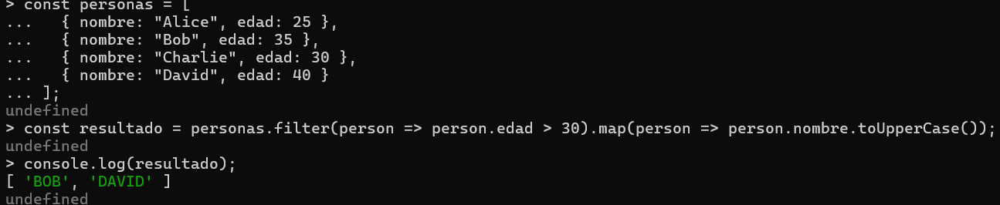 > const personas = [
...   { nombre: "Alice", edad: 25 },
...   { nombre: "Bob", edad: 35 },
...   { nombre: "Charlie", edad: 30 },
...   { nombre: "David", edad: 40 }
... ];
undefined
> const resultado = personas.filter(person => person.edad > 30).map(person => person.nombre.toUpperCase());
undefined
> console.log(resultado);
[ 'BOB', 'DAVID' ]
undefined